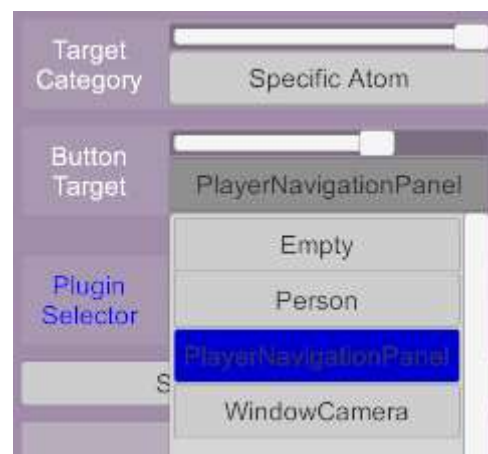 Target
Category
Specific Atom
Button
Target
PlayerNavigationPanel
Empty
Plugin
Selector
Person
PlayerNavigationPanel
S
WindowCamera